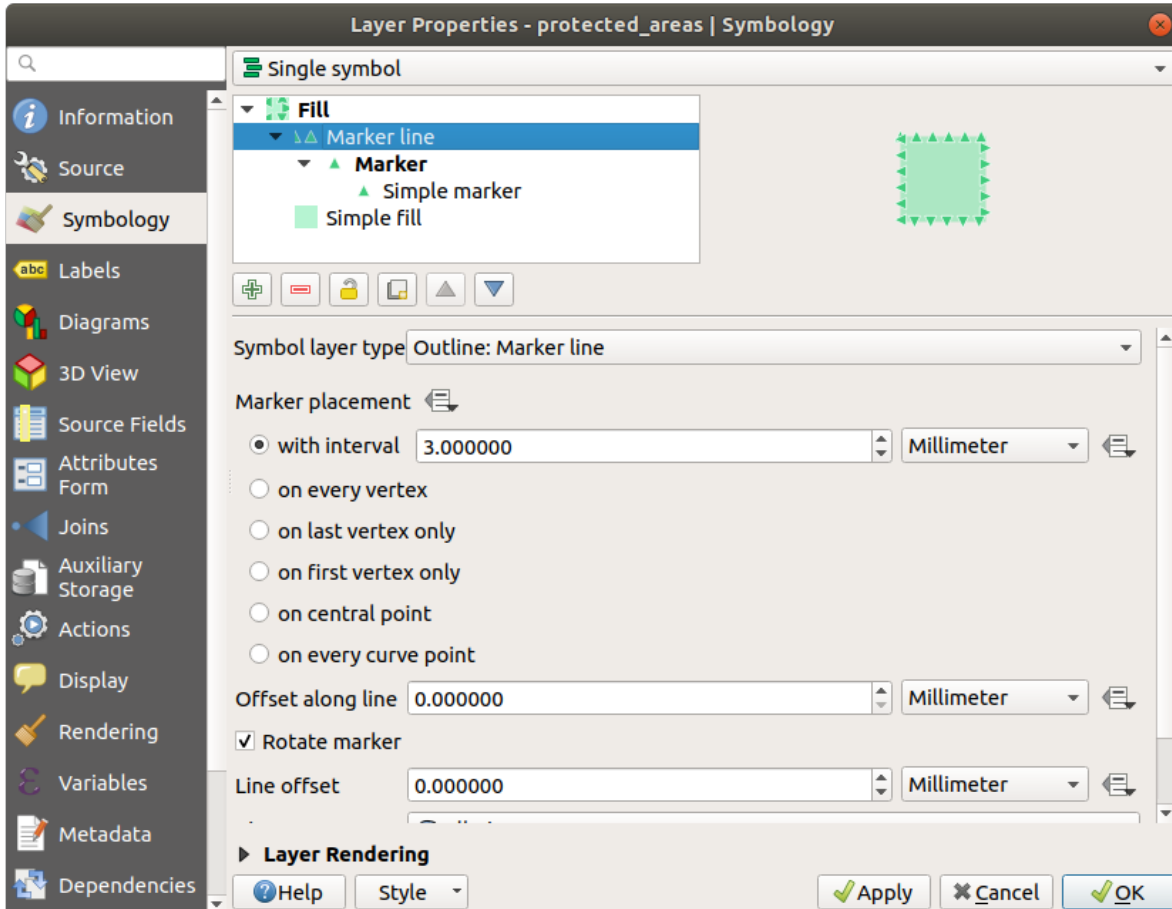 Layer Properties - protected_areas | Symbology
Single symbol
Information
Source
Symbology
Labels
Diagrams
3D View
Source Fields
Attributes
Form
Joins
Auxiliary
Storage
Actions
Display
Rendering
Variables
Metadata
Dependencies
abc
Fill
Marker line
Marker
Simple marker
Simple fill
Symbol layer type Outline: Marker line
Marker placement
with interval 3.000000 Millimeter
on every vertex
on last vertex only
on first vertex only
on central point
on every curve point
Offset along line 0.000000 Millimeter
Rotate marker
Line offset 0.000000 Millimeter
Layer Rendering
Help Style Apply Cancel OK